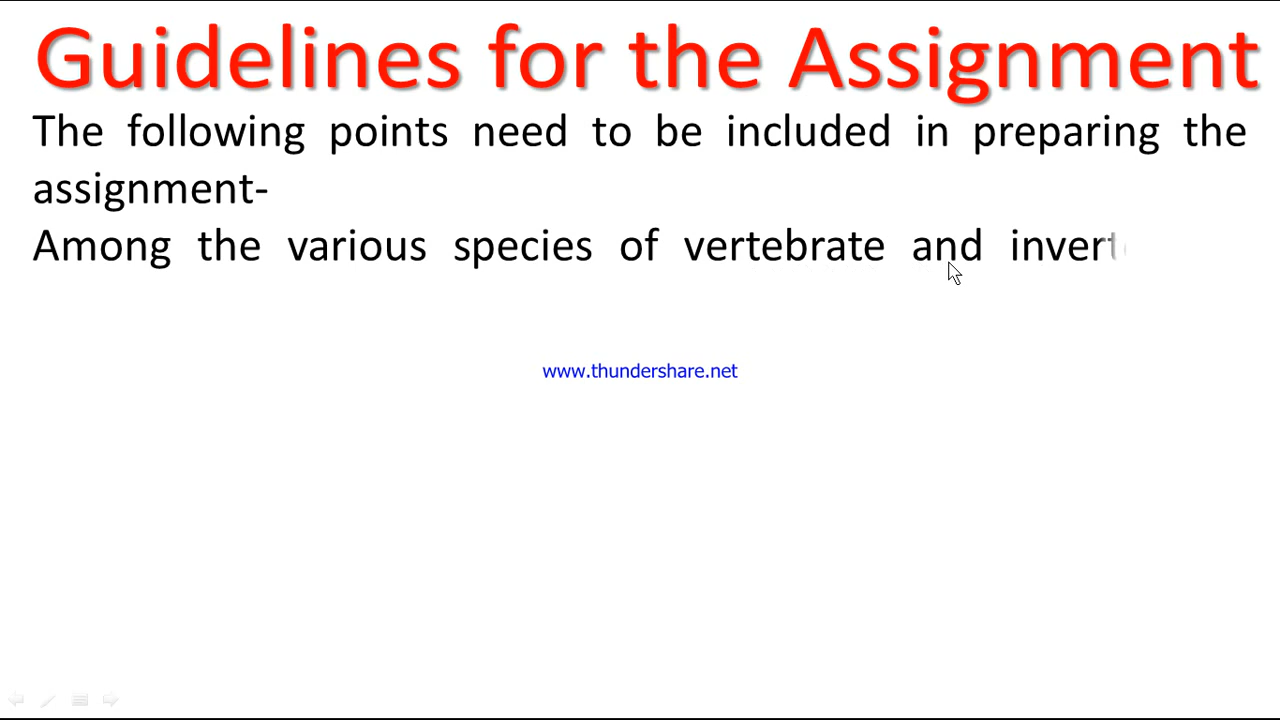 Guidelines for the Assignment
The following points need to be included in preparing the
assignment-
Among the various species of vertebrate and invert
www.thundershare.net